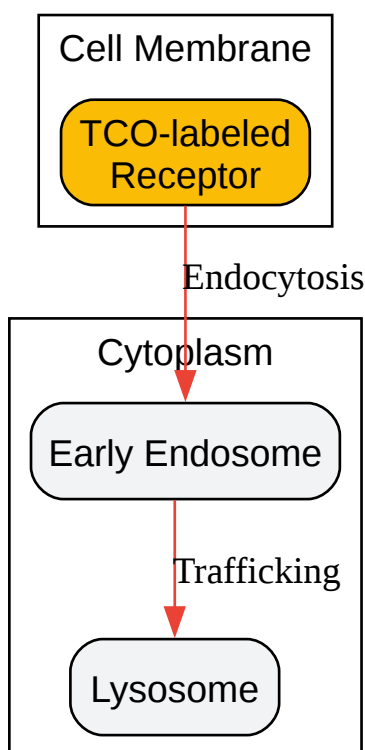 Cell Membrane
TCO-labeled
Receptor
Endocytosis
Cytoplasm
Early Endosome
Trafficking
Lysosome